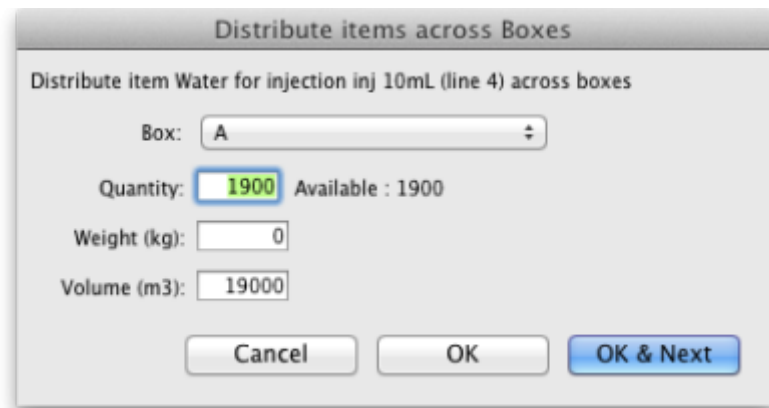 Distribute items across Boxes
Distribute item Water for injection inj 10mL (line 4) across boxes
Box: A
Quantity: 1900 Available : 1900
Weight (kg): 0
Volume (m3): 19000
Cancel OK OK & Next